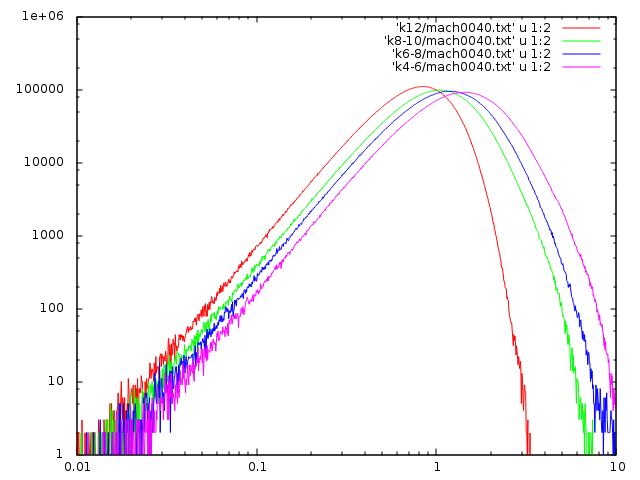 1e+06
100000
10000
1000
100
10
1
0.01
0.1
1
10
'k12/mach0040.txt' u 1:2
'k8-10/mach0040.txt' u 1:2
'k6-8/mach0040.txt' u 1:2
'k4-6/mach0040.txt' u 1:2